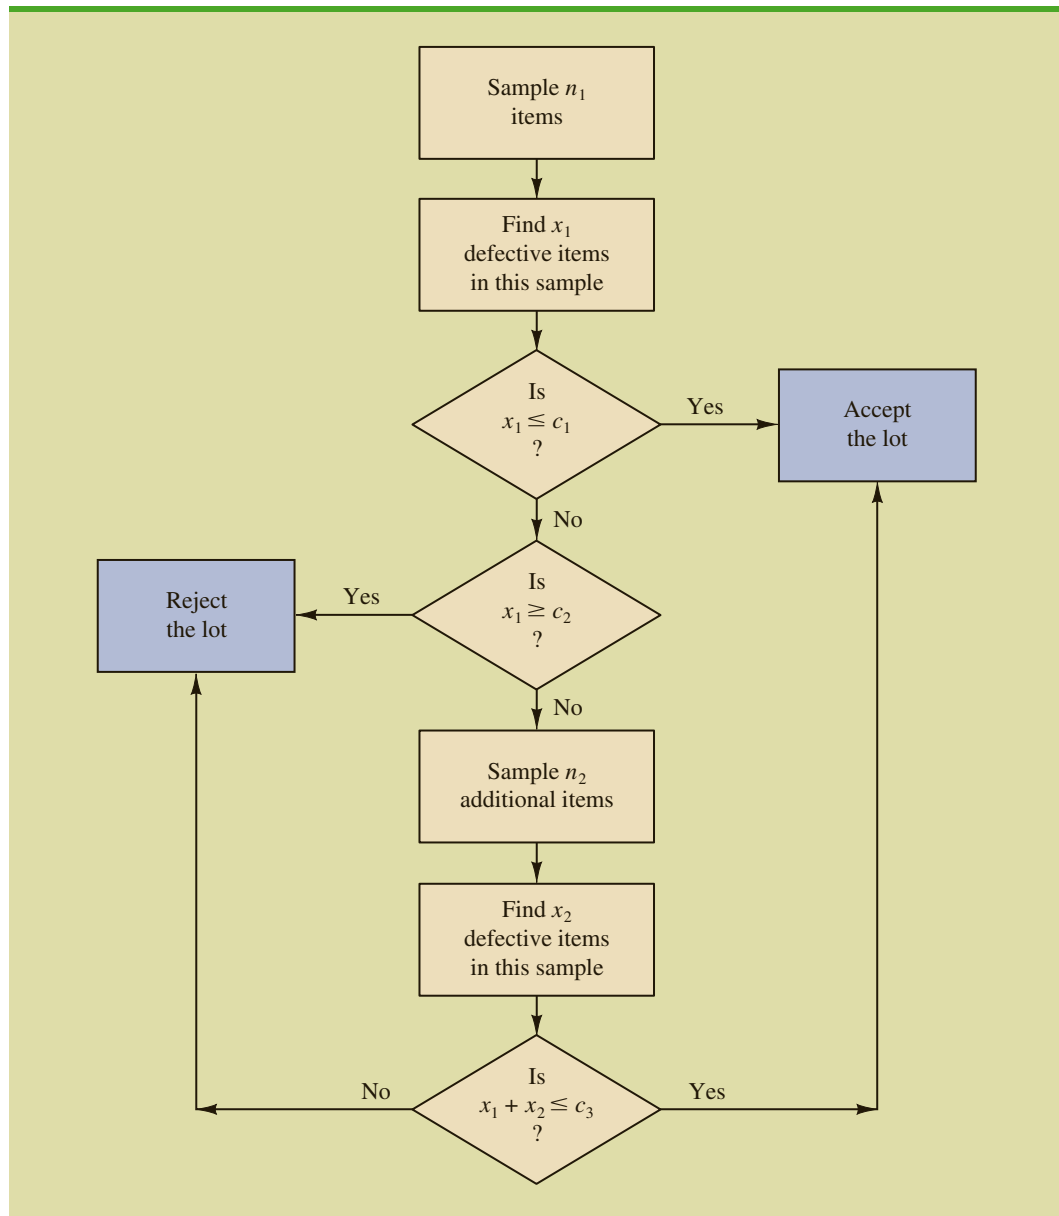 Sample n₁
items
Find x₁
defective items
in this sample
Is
x₁ ≤ c₁
?
Yes
Accept
the lot
No
Is
x₁ ≥ c₂
?
Yes
Reject
the lot
No
Sample n₂
additional items
Find x₂
defective items
in this sample
Is
x₁ + x₂ ≤ c₃
?
No
Yes